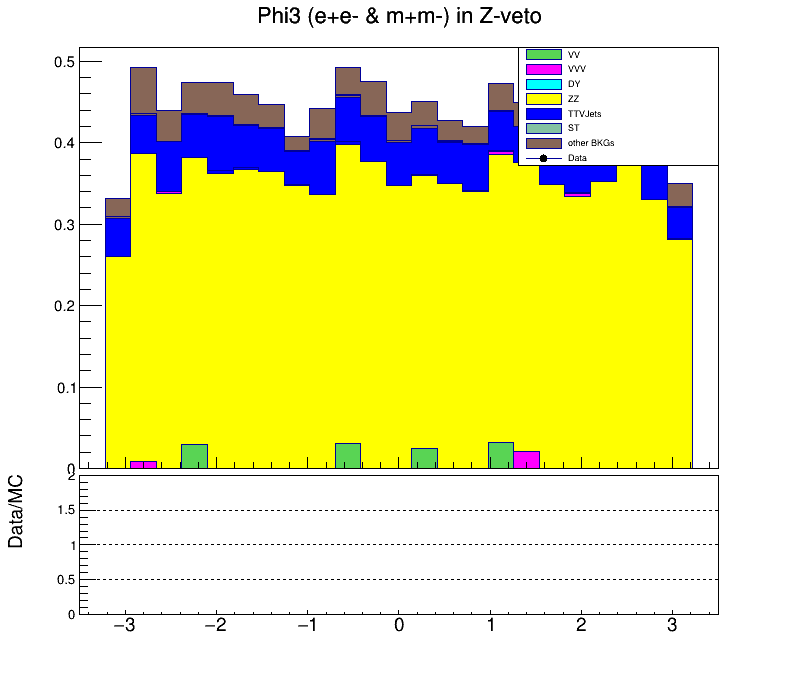 Phi3 (e+e- & m+m-) in Z-veto
0.5
0.4
0.3
0.2
0.1
0
VV
VVV
DY
ZZ
TTVJets
ST
other BKGs
Data
Data/MC
2
1.5
1
0.5
0
−3 −2 −1 0 1 2 3